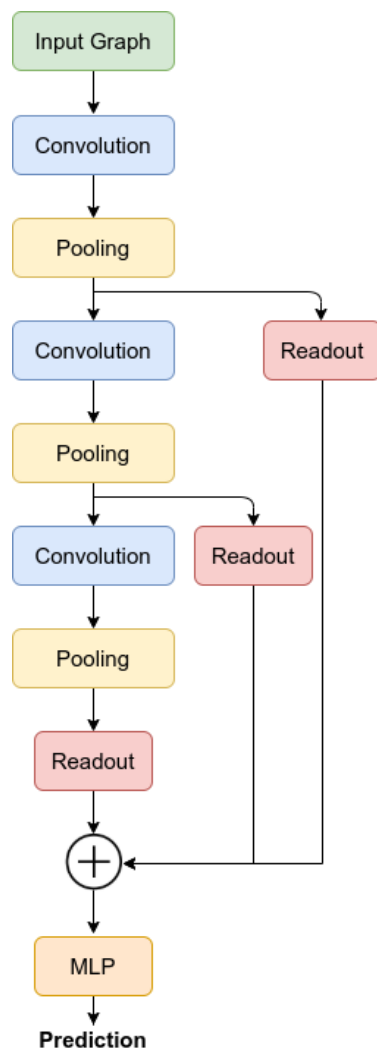 Input Graph
Convolution
Pooling
Convolution
Readout
Pooling
Convolution
Readout
Pooling
Readout
MLP
Prediction